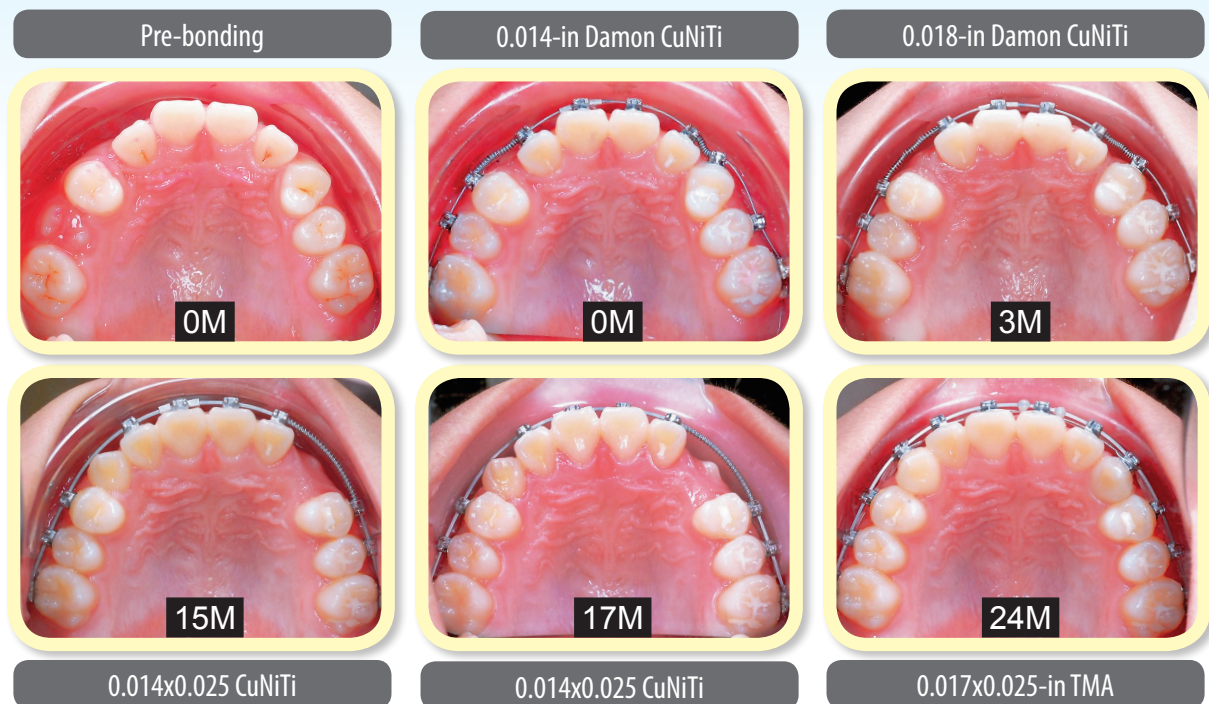 Pre-bonding
0.014-in Damon CuNiTi
0.018-in Damon CuNiTi
0M
0M
3M
15M
17M
24M
0.014x0.025 CuNiTi
0.014x0.025 CuNiTi
0.017x0.025-in TMA